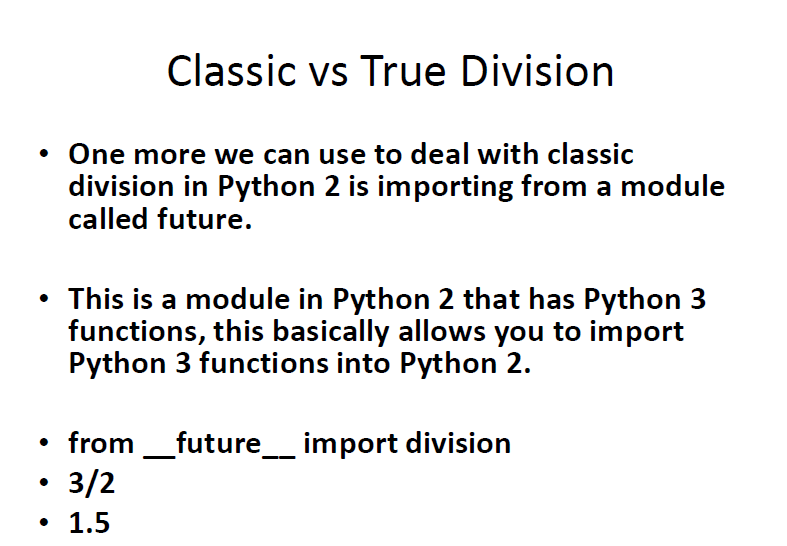 Classic vs True Division
• One more we can use to deal with classic
division in Python 2 is importing from a module
called future.
• This is a module in Python 2 that has Python 3
functions, this basically allows you to import
Python 3 functions into Python 2.
• from __future__ import division
• 3/2
• 1.5